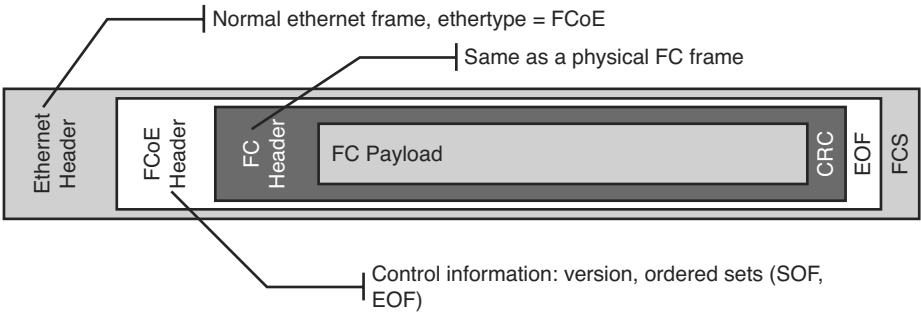 Normal ethernet frame, ethertype = FCoE
Same as a physical FC frame
Ethernet
Header
FCoE
Header
FC
Header
FC Payload
CRC
EOF
FCS
Control information: version, ordered sets (SOF,
EOF)